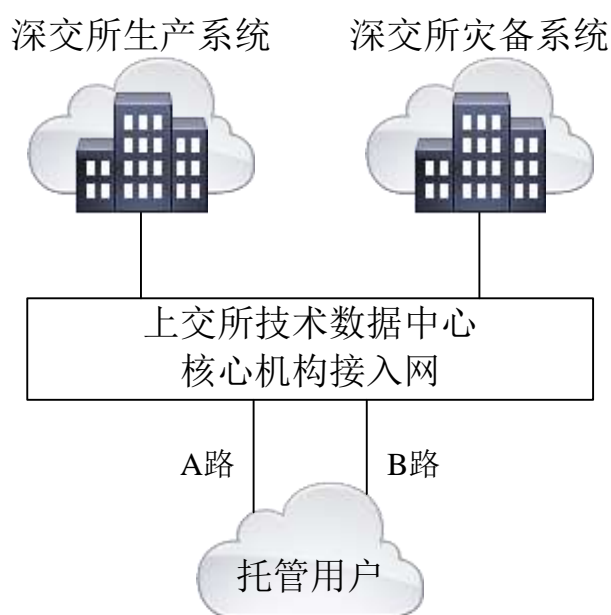 深交所生产系统
深交所灾备系统
上交所技术数据中心
核心机构接入网
A路
B路
托管用户